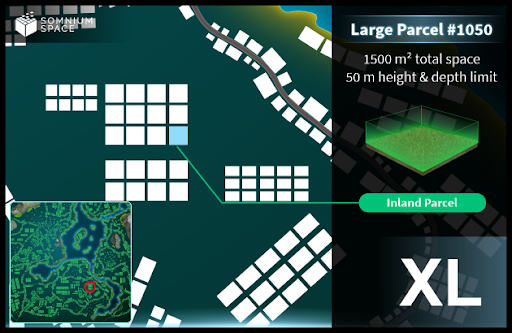 SOMNIUM
SPACE
Large Parcel #1050
1500 m² total space
50 m height & depth limit
Inland Parcel
XL